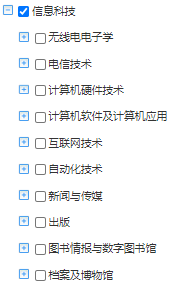 信息科技
无线电电子学
电信技术
计算机硬件技术
计算机软件及计算机应用
互联网技术
自动化技术
新闻与传媒
出版
图书情报与数字图书馆
档案及博物馆